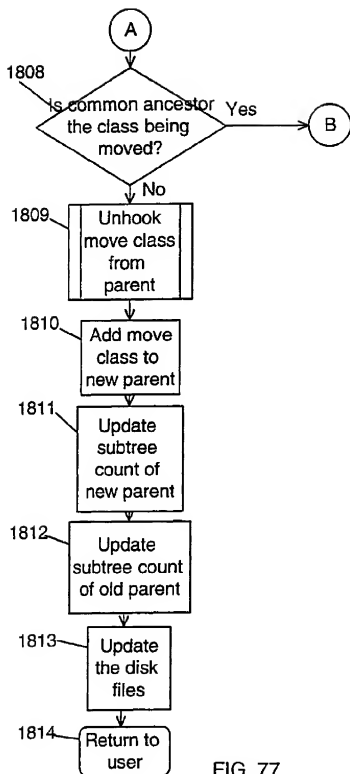 A
1808
Is common ancestor
the class being
moved?
Yes
B
No
1809
Unhook
move class
from
parent
1810
Add move
class to
new parent
1811
Update
subtree
count of
new parent
1812
Update
subtree count
of old parent
1813
Update
the disk
files
1814
Return to
user
FIG. 77